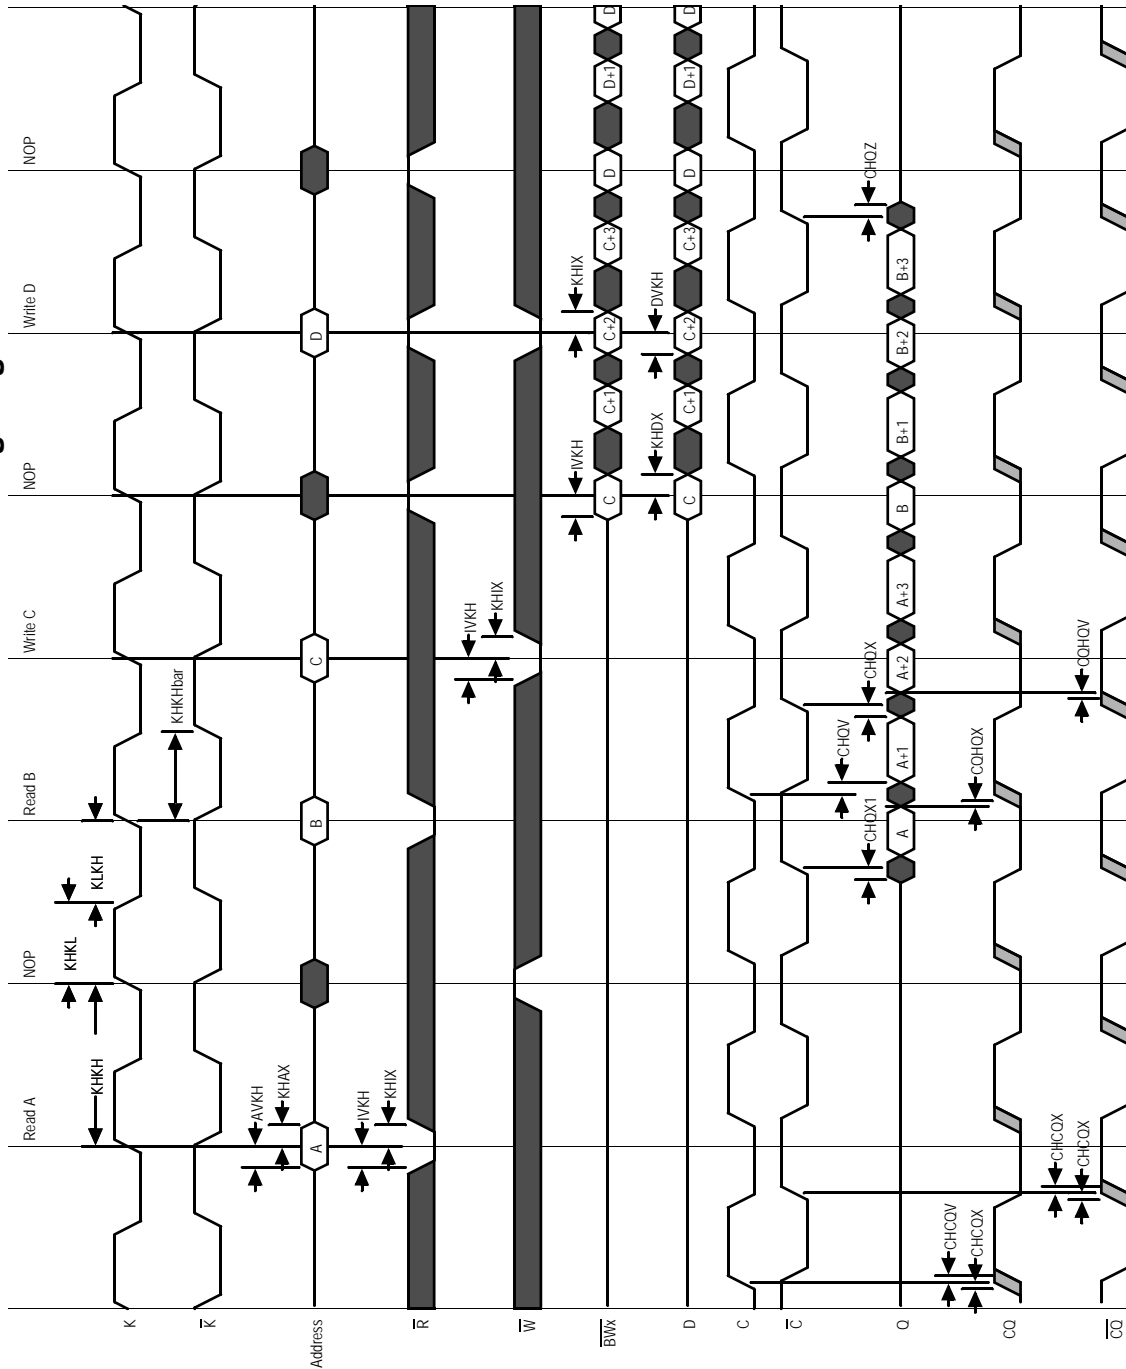 Read A NOP Read B Write C NOP Write D NOP
KHKL
KHKH KLKH
K
KHKHbar
K̅
AVKH
KHAX
Address A B C D
IVKH
KHIX
R̅
IVKH
KHIX
W̅
IVKH KHIX
B̅W̅x̅ C C+1 C+2 C+3 D D+1 D
KHDX DVKH
D C C+1 C+2 C+3 D D+1 D
C
C̅
CHQV
CHQX1 CHQX CHQZ
Q A A+1 A+2 A+3 B B+1 B+2 B+3
CHCQV
CHCQX CQHQX
CQ
CHCQX
CHCQX CQHQV
C̅Q̅